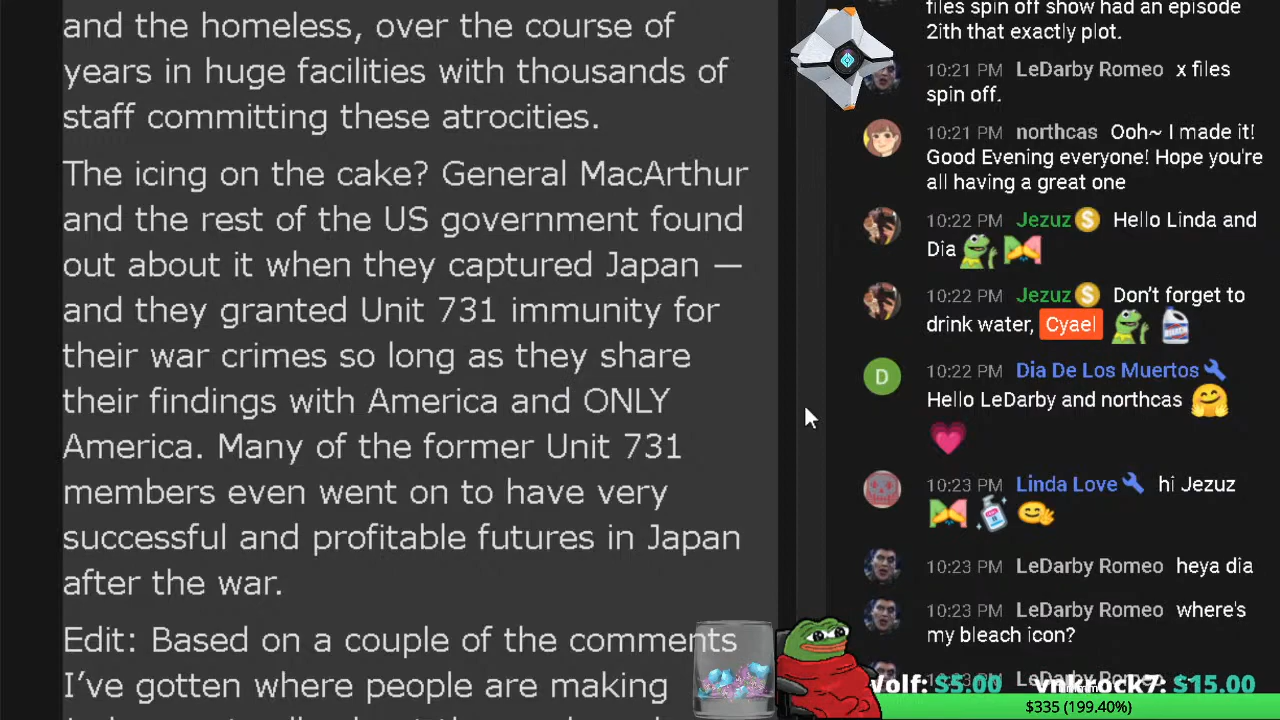 and the homeless, over the course of
years in huge facilities with thousands of
staff committing these atrocities.
The icing on the cake? General MacArthur
and the rest of the US government found
out about it when they captured Japan —
and they granted Unit 731 immunity for
their war crimes so long as they share
their findings with America and ONLY
America. Many of the former Unit 731
members even went on to have very
successful and profitable futures in Japan
after the war.
Edit: Based on a couple of the comments
I've gotten where people are making
files spin off show had an episode
2ith that exactly plot.
10:21 PM LeDarby Romeo x files
spin off.
10:21 PM northcas Ooh~ I made it!
Good Evening everyone! Hope you're
all having a great one
10:22 PM Jezuz Hello Linda and
Dia
10:22 PM Jezuz Don't forget to
drink water, Cyael
D
10:22 PM Dia De Los Muertos
Hello LeDarby and northcas
10:23 PM Linda Love hi Jezuz
10:23 PM LeDarby Romeo heya dia
10:23 PM LeDarby Romeo where's
my bleach icon?
LeDarby Romeo
$5.00 vnkrock7: $15.00
$335 (199.40%)